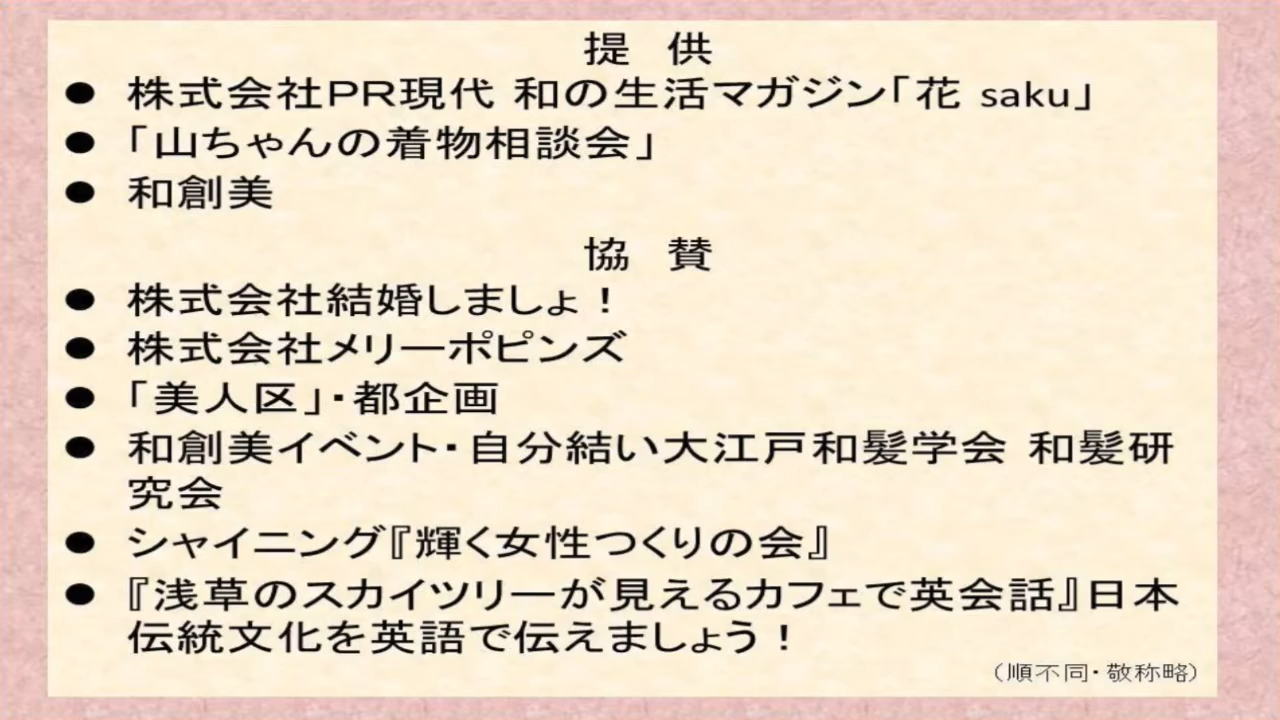 提　供
● 株式会社PR現代 和の生活マガジン「花 saku」
● 「山ちゃんの着物相談会」
● 和創美
協　賛
● 株式会社結婚しましょ！
● 株式会社メリーポピンズ
● 「美人区」・都企画
● 和創美イベント・自分結い大江戸和髪学会 和髪研
究会
● シャイニング『輝く女性つくりの会』
● 『浅草のスカイツリーが見えるカフェで英会話』日本
伝統文化を英語で伝えましょう！
（順不同・敬称略）